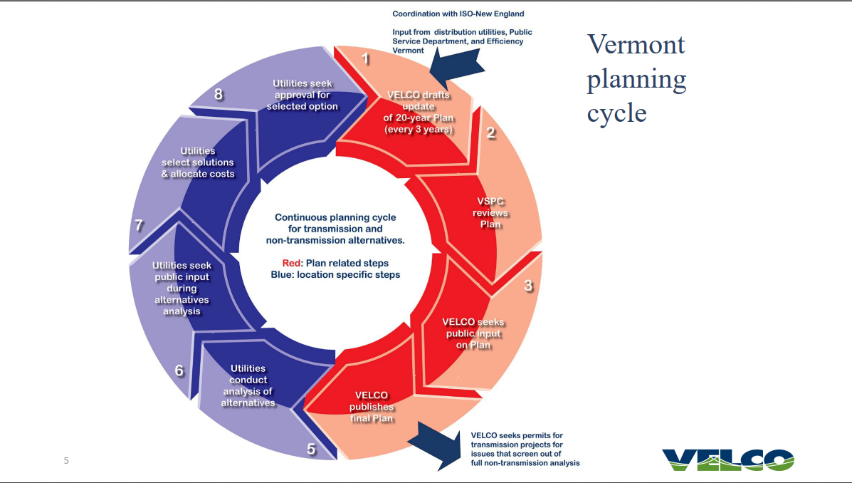 Coordination with ISO-New England
Input from distribution utilities, Public
Service Department, and Efficiency
Vermont
Vermont
planning
cycle
1
VELCO drafts
update
of 20-year Plan
(every 3 years)
2
VSPC
reviews
Plan
3
VELCO seeks
public input
on Plan
VELCO
publishes
final Plan
5
Utilities
conduct
analysis of
alternatives
6
Utilities seek
public input
during
alternatives
analysis
7
Utilities
select solutions
& allocate costs
8
Utilities seek
approval for
selected option
Continuous planning cycle
for transmission and
non-transmission alternatives.
Red: Plan related steps
Blue: location specific steps
VELCO seeks permits for
transmission projects for
issues that screen out of
full non-transmission analysis
5
VELCO